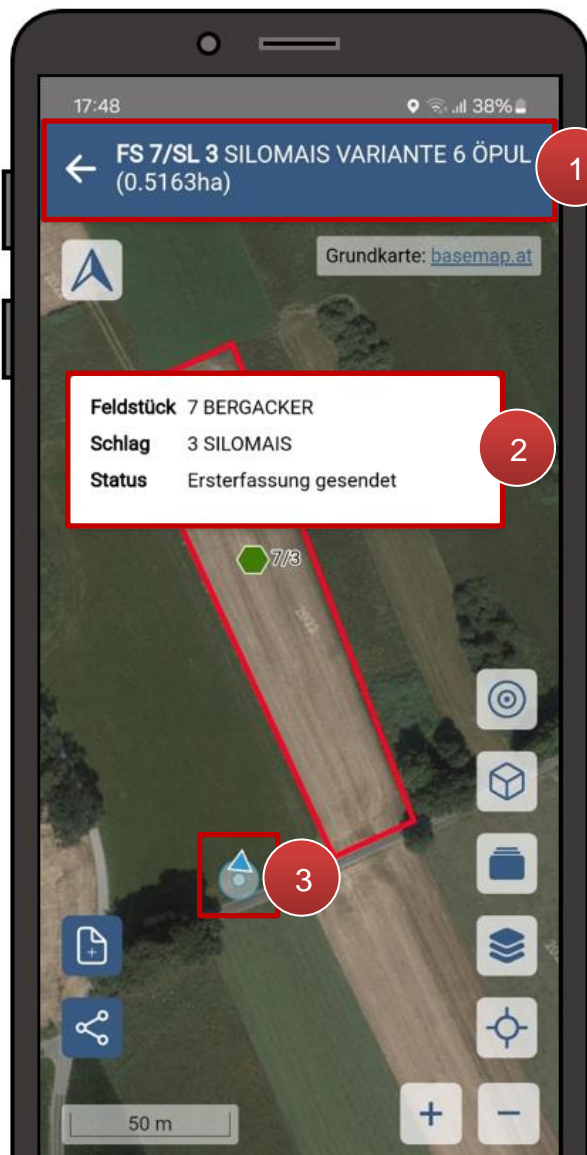 17:48
38%
FS 7/SL 3 SILOMAIS VARIANTE 6 ÖPUL
(0.5163ha)
1
Grundkarte: basemap.at
Feldstück 7 BERGACKER
Schlag 3 SILOMAIS
Status Ersterfassung gesendet
2
7/3
2022
3
50 m
+ −